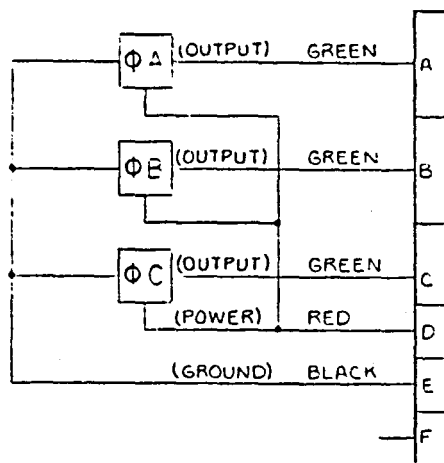 ΦA (OUTPUT) GREEN A
ΦB (OUTPUT) GREEN B
ΦC (OUTPUT) GREEN C
(POWER) RED D
(GROUND) BLACK E
F